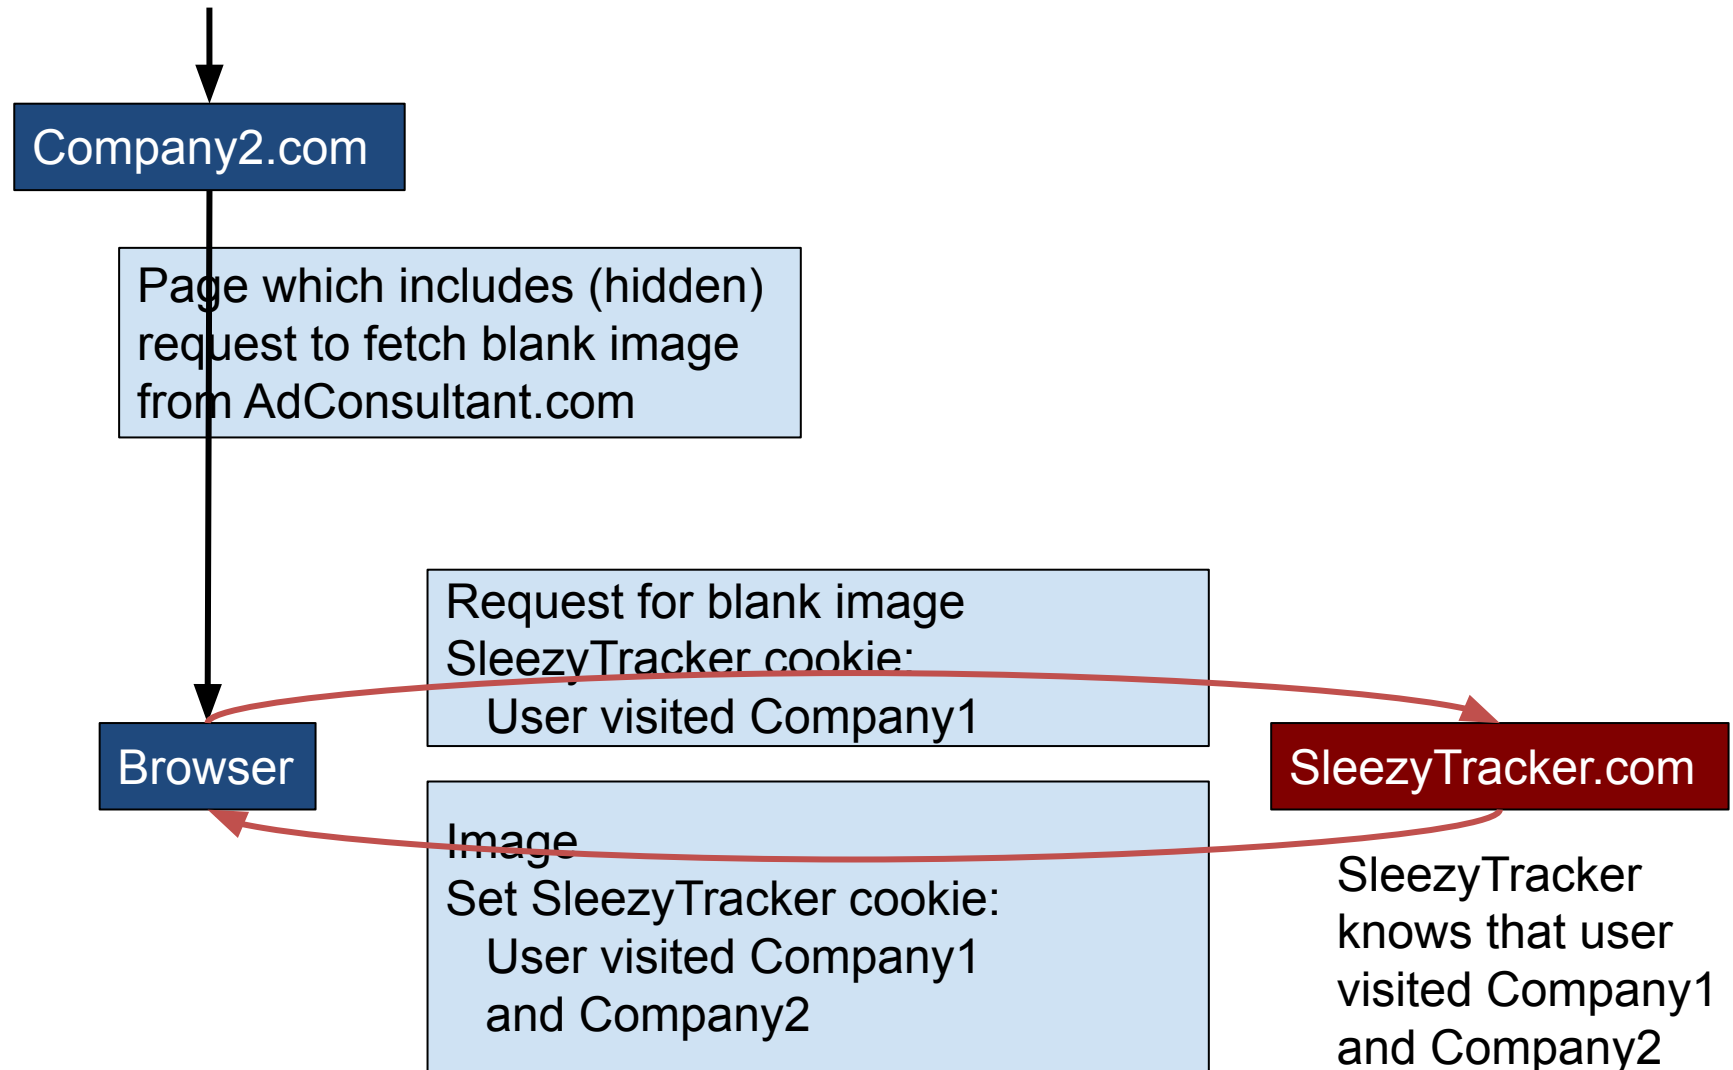 Company2.com
Page which includes (hidden)
request to fetch blank image
from AdConsultant.com
Request for blank image
SleezyTracker cookie:
User visited Company1
Browser
SleezyTracker.com
Image
Set SleezyTracker cookie:
User visited Company1
and Company2
SleezyTracker
knows that user
visited Company1
and Company2